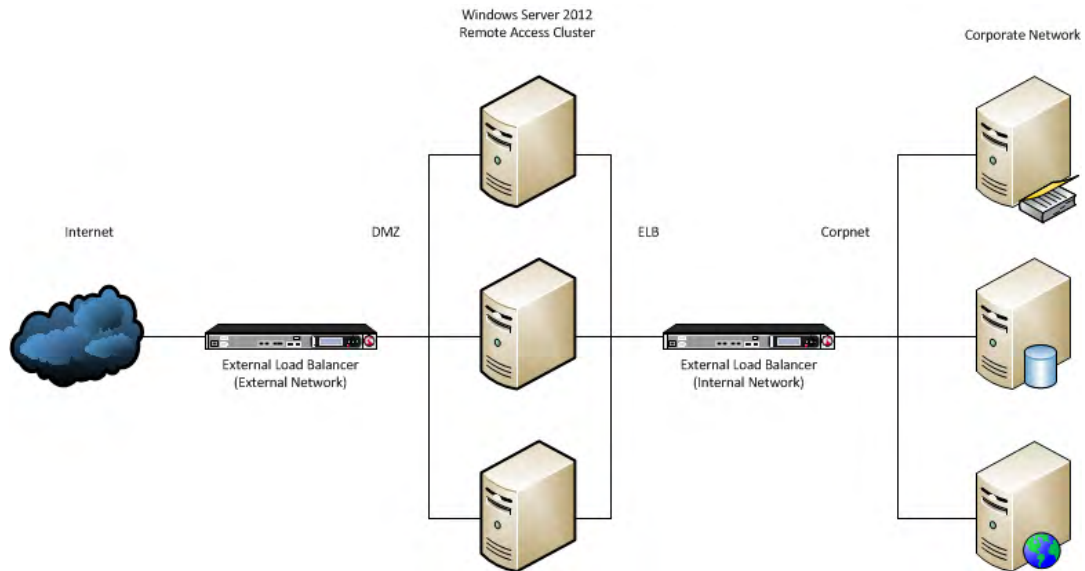 Windows Server 2012
Remote Access Cluster
Corporate Network
Internet
DMZ
ELB
Corpnet
External Load Balancer
(External Network)
External Load Balancer
(Internal Network)